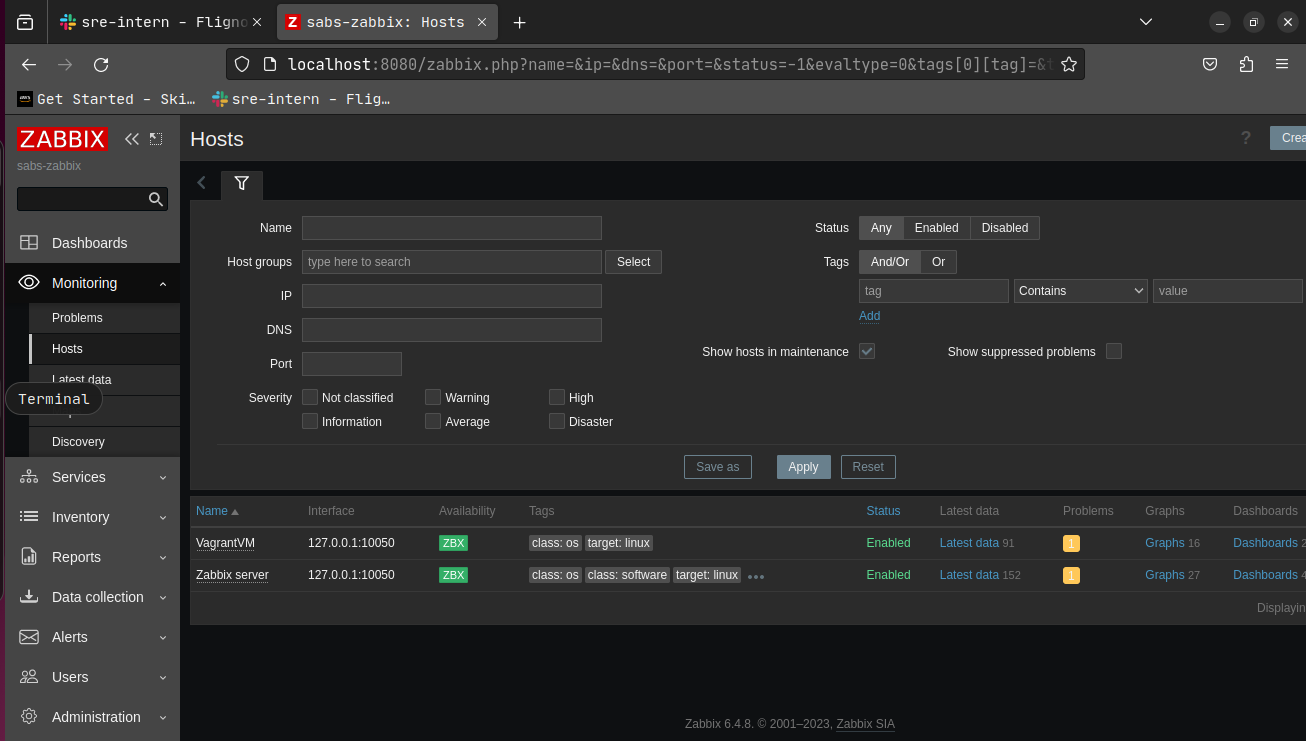 sre-intern - Fligno
sabs-zabbix: Hosts
localhost:8080/zabbix.php?name=&ip=&dns=&port=&status=-1&evaltype=0&tags[0][tag]=&t
Get Started - Ski…
sre-intern - Flig…
ZABBIX
sabs-zabbix
Dashboards
Monitoring
Problems
Hosts
Latest data
Terminal
Discovery
Services
Inventory
Reports
Data collection
Alerts
Users
Administration
Hosts
?
Crea
Name
Host groups type here to search Select
IP
DNS
Port
Severity Not classified Warning High
Information Average Disaster
Status Any Enabled Disabled
Tags And/Or Or
tag Contains value
Add
Show hosts in maintenance Show suppressed problems
Save as Apply Reset
Name Interface Availability Tags Status Latest data Problems Graphs Dashboards
VagrantVM 127.0.0.1:10050 ZBX class: os target: linux Enabled Latest data 91 1 Graphs 16 Dashboards 2
Zabbix server 127.0.0.1:10050 ZBX class: os class: software target: linux ••• Enabled Latest data 152 1 Graphs 27 Dashboards 4
Displayin
Zabbix 6.4.8. © 2001–2023, Zabbix SIA